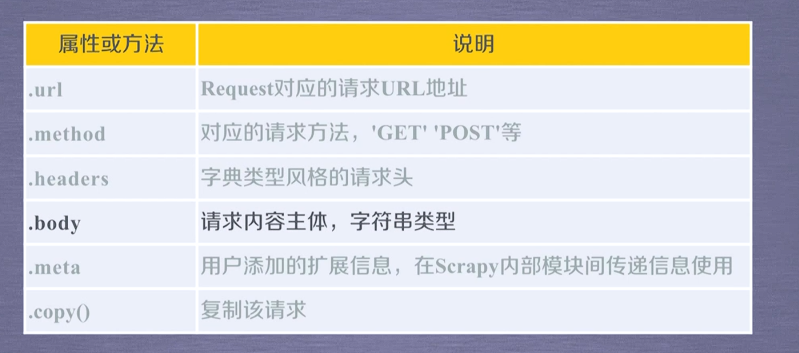 属性或方法 说明
.url Request对应的请求URL地址
.method 对应的请求方法，'GET' 'POST'等
.headers 字典类型风格的请求头
.body 请求内容主体，字符串类型
.meta 用户添加的扩展信息，在Scrapy内部模块间传递信息使用
.copy() 复制该请求